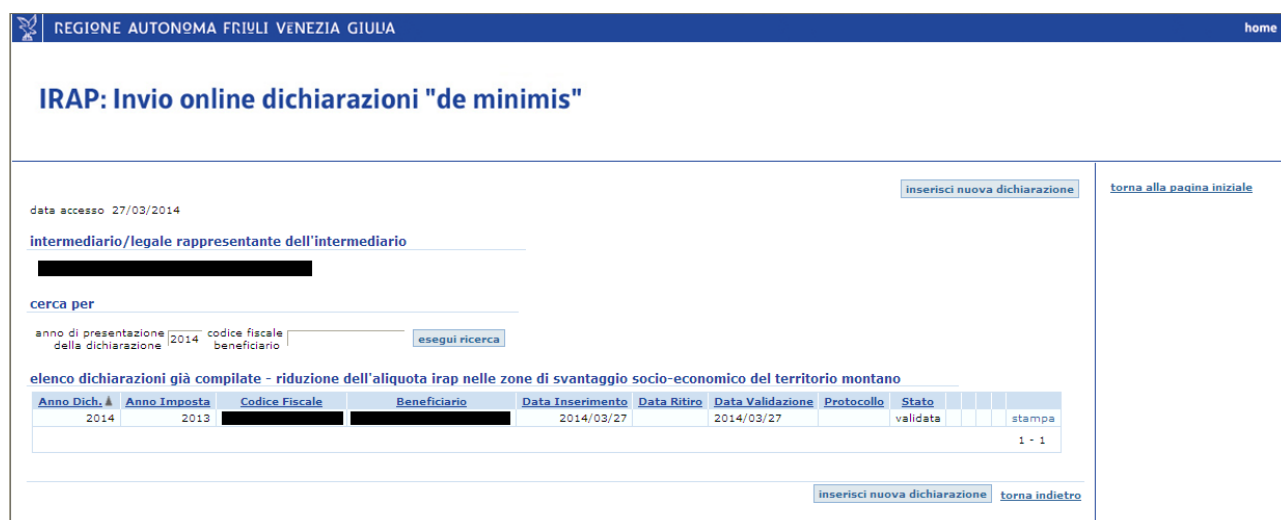 REGIONE AUTONOMA FRIULI VENEZIA GIULIA home
IRAP: Invio online dichiarazioni "de minimis"
inserisci nuova dichiarazione
torna alla pagina iniziale
data accesso 27/03/2014
intermediario/legale rappresentante dell'intermediario
cerca per
anno di presentazione della dichiarazione 2014 codice fiscale beneficiario esegui ricerca
elenco dichiarazioni già compilate - riduzione dell'aliquota irap nelle zone di svantaggio socio-economico del territorio montano
Anno Dich. Anno Imposta Codice Fiscale Beneficiario Data Inserimento Data Ritiro Data Validazione Protocollo Stato
2014 2013 2014/03/27 2014/03/27 validata stampa
1 - 1
inserisci nuova dichiarazione torna indietro